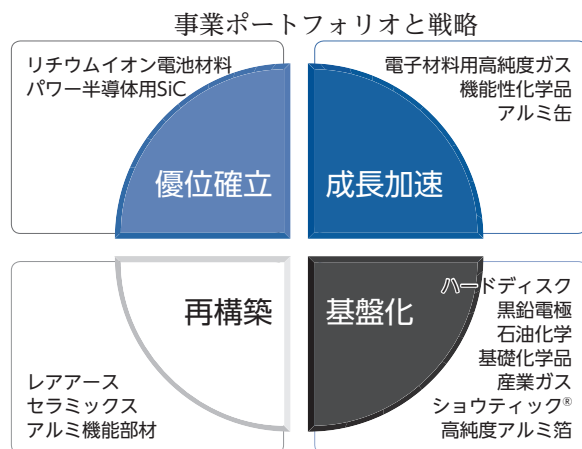 事業ポートフォリオと戦略
リチウムイオン電池材料
パワー半導体用SiC
優位確立
電子材料用高純度ガス
機能性化学品
アルミ缶
成長加速
再構築
レアアース
セラミックス
アルミ機能部材
基盤化
ハードディスク
黒鉛電極
石油化学
基礎化学品
産業ガス
ショウティック®
高純度アルミ箔